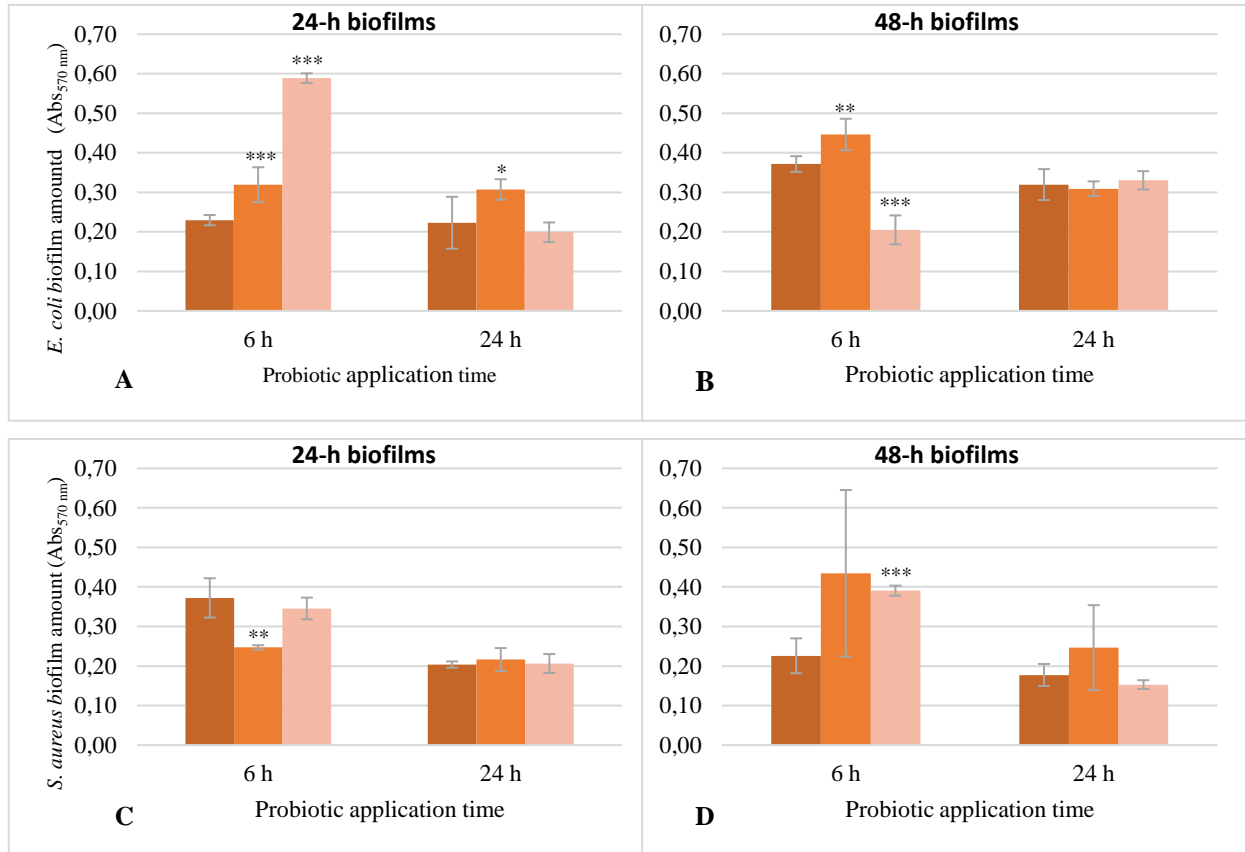 24-h biofilms
0,70
0,60
0,50
0,40
0,30
0,20
0,10
0,00
E. coli biofilm amountd (Abs570 nm)
***
***
*
6 h
24 h
A
Probiotic application time
48-h biofilms
0,70
0,60
0,50
0,40
0,30
0,20
0,10
0,00
**
***
6 h
24 h
B
Probiotic application time
24-h biofilms
0,70
0,60
0,50
0,40
0,30
0,20
0,10
0,00
S. aureus biofilm amount (Abs570 nm)
**
6 h
24 h
C
Probiotic application time
48-h biofilms
0,70
0,60
0,50
0,40
0,30
0,20
0,10
0,00
***
6 h
24 h
D
Probiotic application time